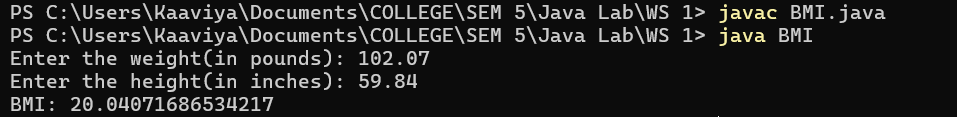 PS C:\Users\Kaaviya\Documents\COLLEGE\SEM 5\Java Lab\WS 1> javac BMI.java
PS C:\Users\Kaaviya\Documents\COLLEGE\SEM 5\Java Lab\WS 1> java BMI
Enter the weight(in pounds): 102.07
Enter the height(in inches): 59.84
BMI: 20.04071686534217